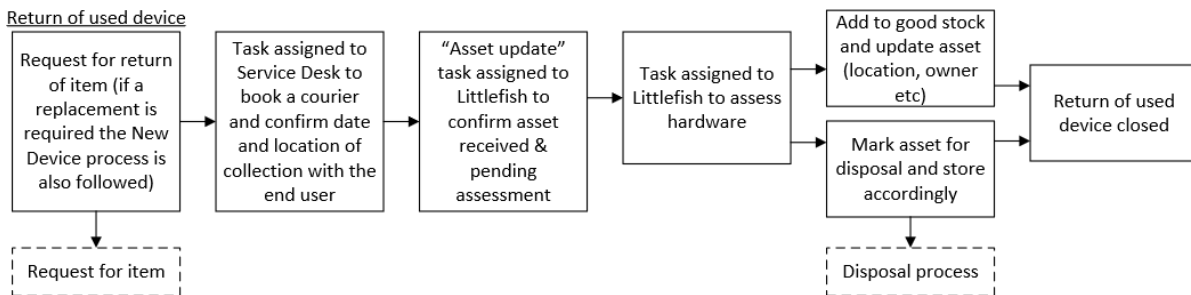 Return of used device
Request for return
of item (if a
replacement is
required the New
Device process is
also followed)
Task assigned to
Service Desk to
book a courier
and confirm date
and location of
collection with the
end user
“Asset update”
task assigned to
Littlefish to
confirm asset
received &
pending
assessment
Task assigned to
Littlefish to assess
hardware
Add to good stock
and update asset
(location, owner
etc)
Mark asset for
disposal and store
accordingly
Return of used
device closed
Request for item
Disposal process